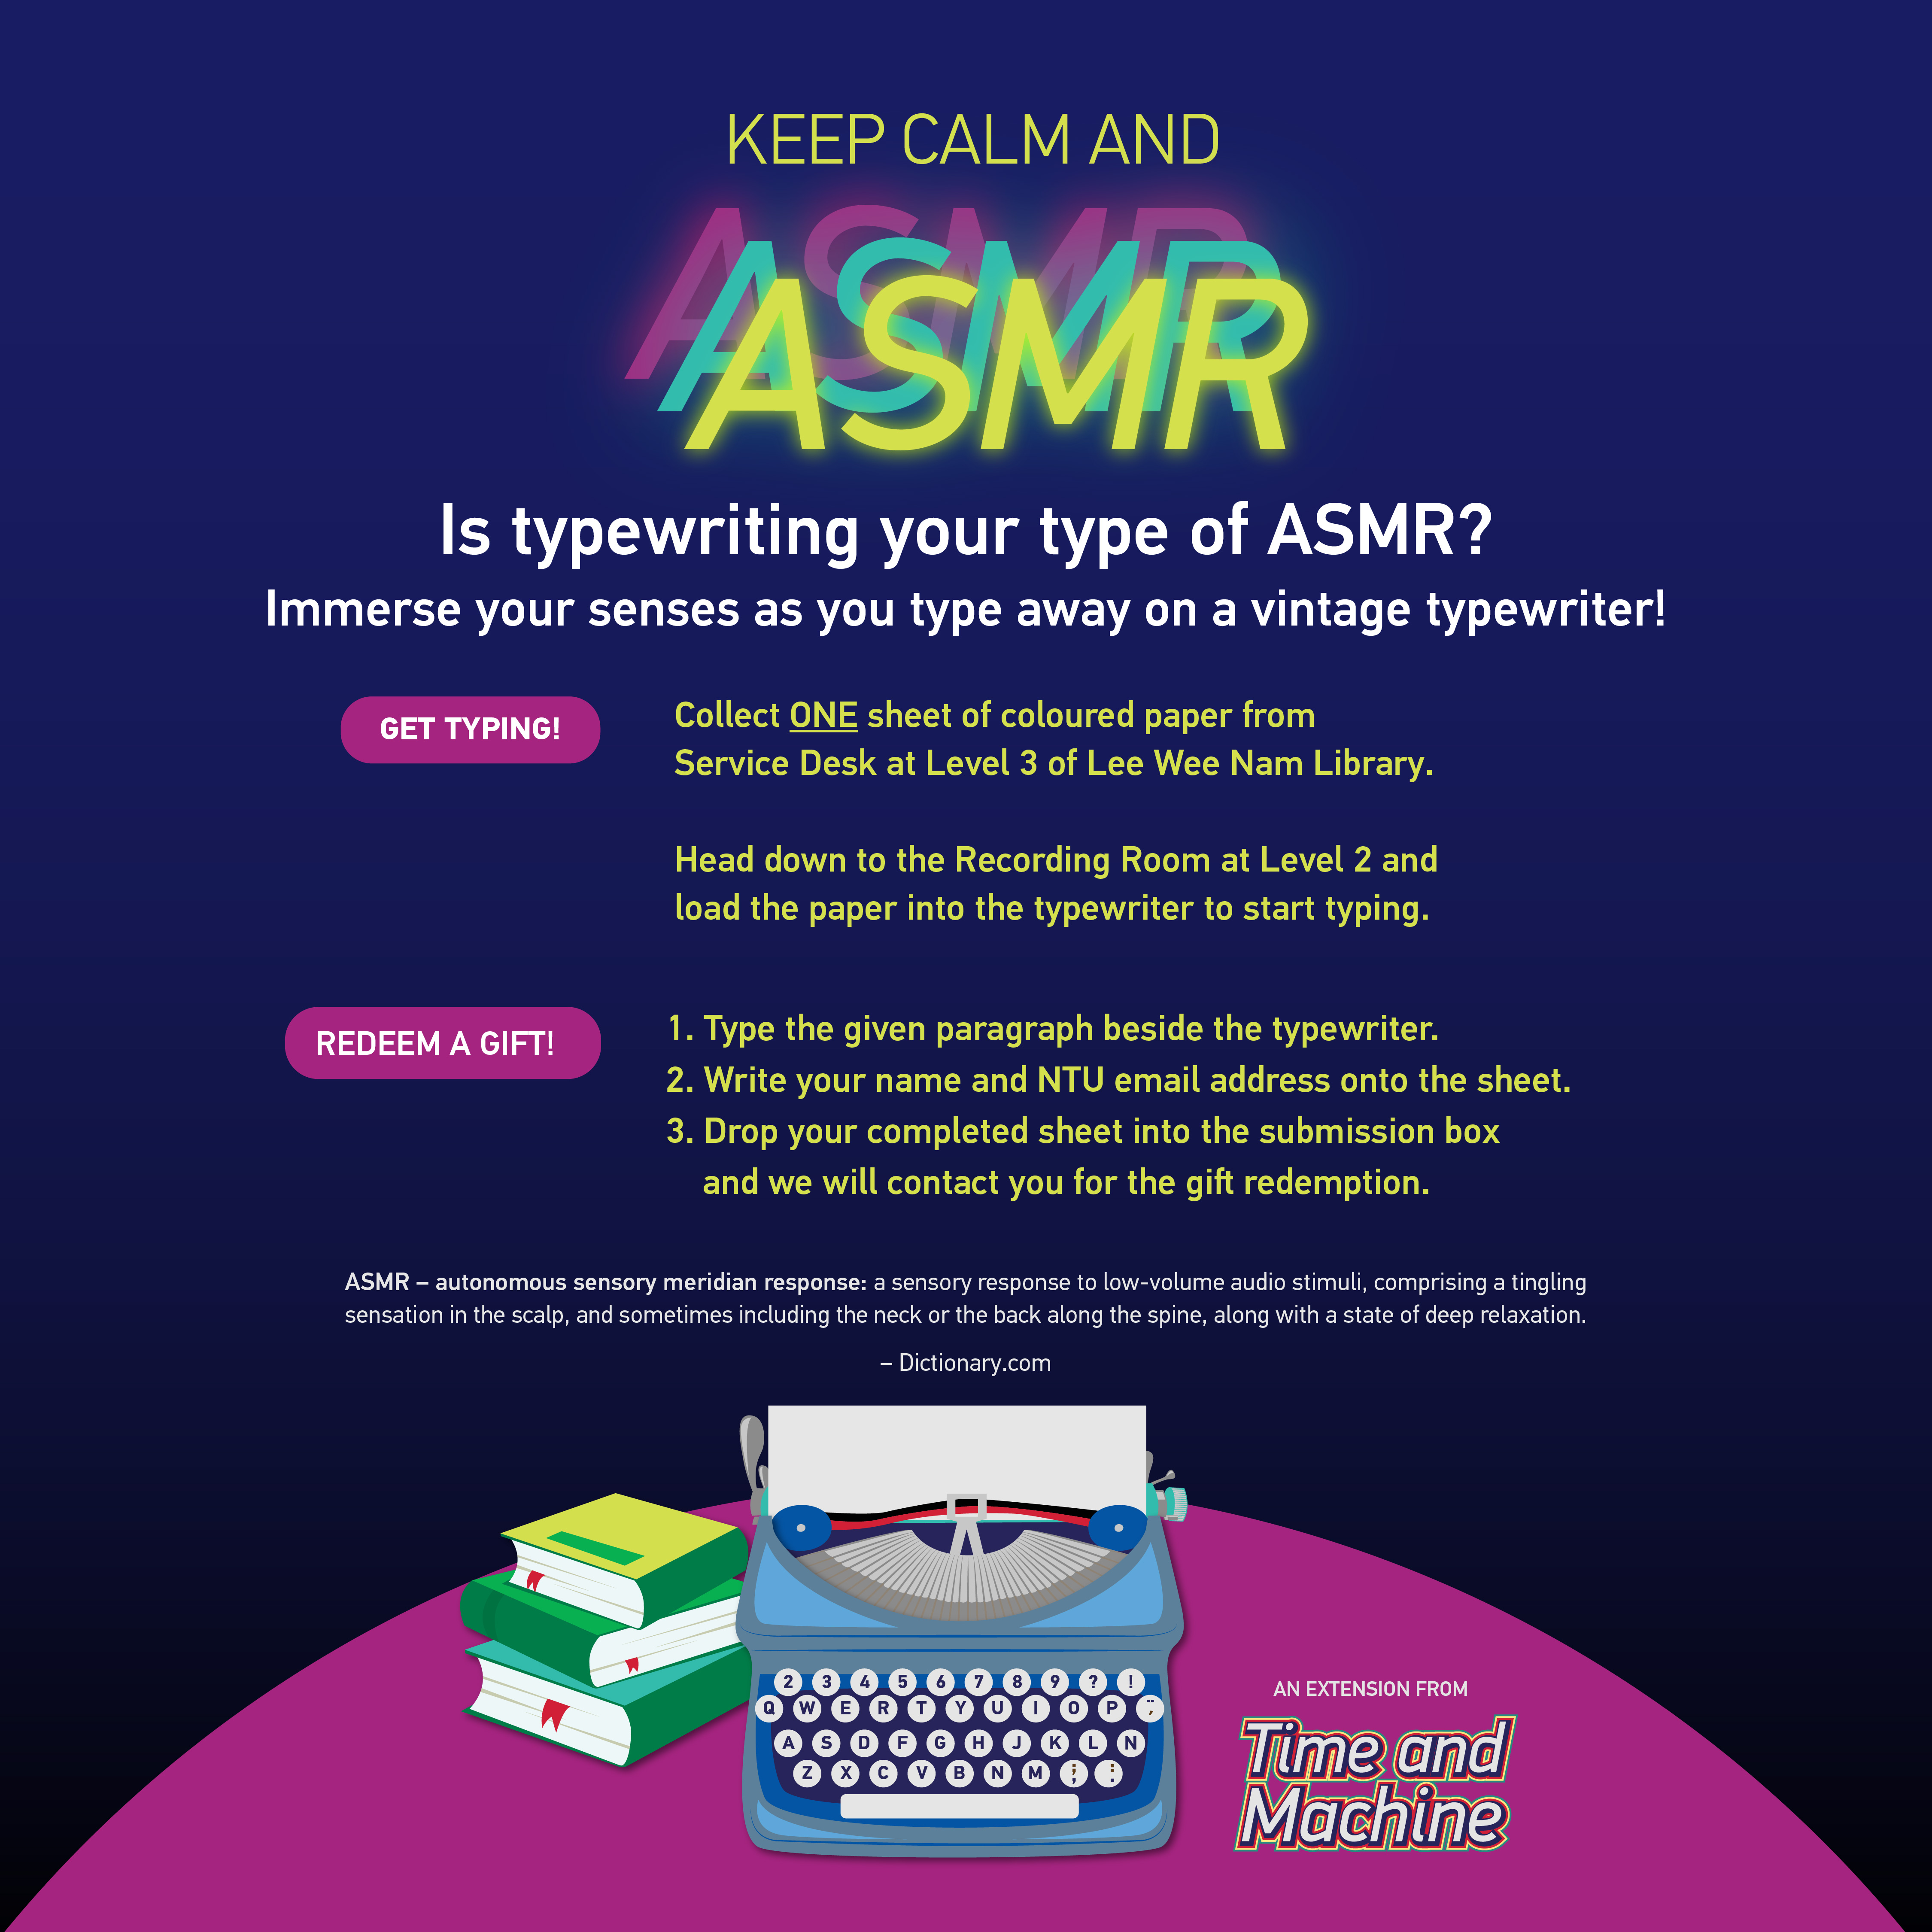 KEEP CALM AND
ASMR
Is typewriting your type of ASMR?
Immerse your senses as you type away on a vintage typewriter!
GET TYPING!
Collect ONE sheet of coloured paper from
Service Desk at Level 3 of Lee Wee Nam Library.
Head down to the Recording Room at Level 2 and
load the paper into the typewriter to start typing.
REDEEM A GIFT!
1. Type the given paragraph beside the typewriter.
2. Write your name and NTU email address onto the sheet.
3. Drop your completed sheet into the submission box
and we will contact you for the gift redemption.
ASMR – autonomous sensory meridian response: a sensory response to low-volume audio stimuli, comprising a tingling
sensation in the scalp, and sometimes including the neck or the back along the spine, along with a state of deep relaxation.
– Dictionary.com
2 3 4 5 6 7 8 9 ? !
Q W E R T Y U I O P ¨,
A S D F G H J K L N
Z X C V B N M ; :
AN EXTENSION FROM
Time and
Machine